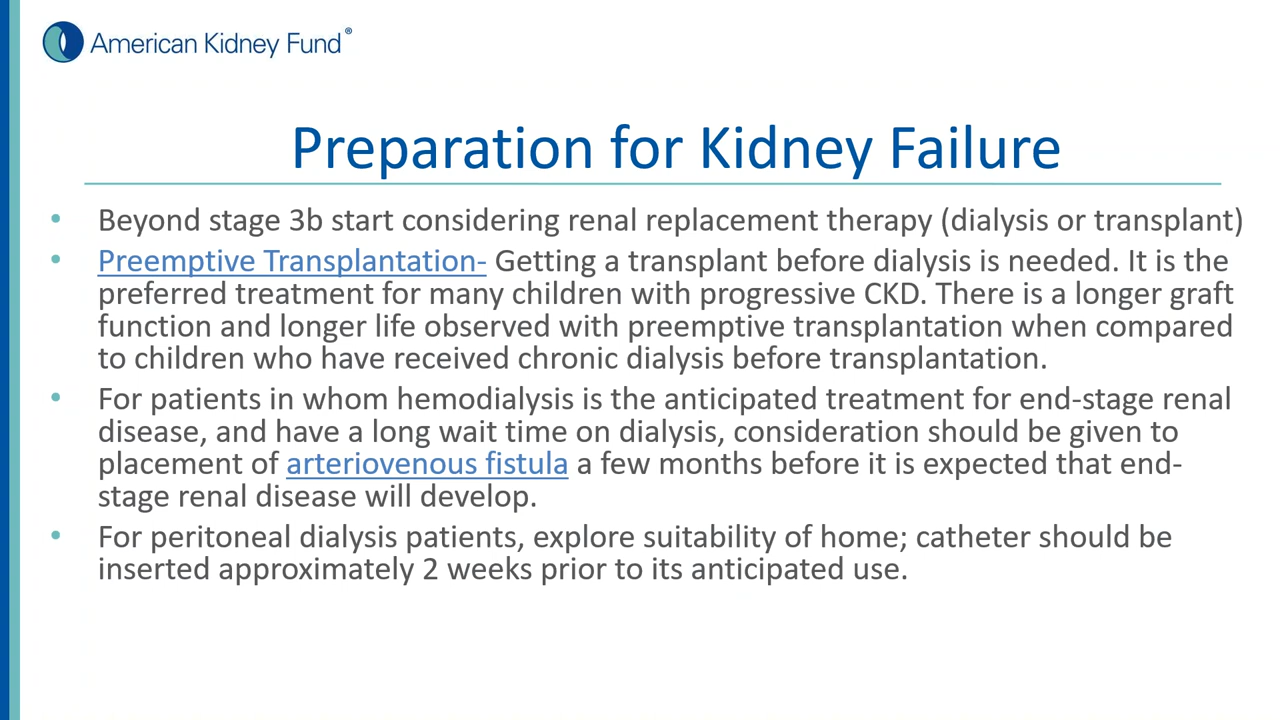 American Kidney Fund®
Preparation for Kidney Failure
• Beyond stage 3b start considering renal replacement therapy (dialysis or transplant)
• Preemptive Transplantation- Getting a transplant before dialysis is needed. It is the
preferred treatment for many children with progressive CKD. There is a longer graft
function and longer life observed with preemptive transplantation when compared
to children who have received chronic dialysis before transplantation.
• For patients in whom hemodialysis is the anticipated treatment for end-stage renal
disease, and have a long wait time on dialysis, consideration should be given to
placement of arteriovenous fistula a few months before it is expected that end-
stage renal disease will develop.
• For peritoneal dialysis patients, explore suitability of home; catheter should be
inserted approximately 2 weeks prior to its anticipated use.